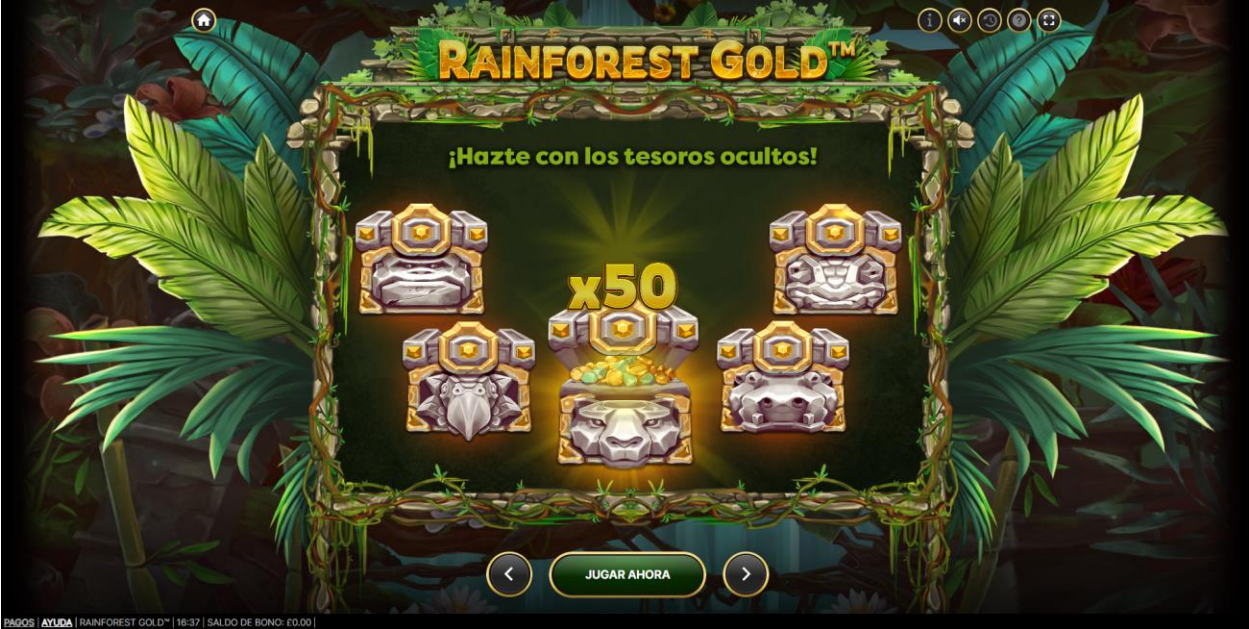 RAINFOREST GOLD™
¡Hazte con los tesoros ocultos!
x50
JUGAR AHORA
PAGOS | AYUDA | RAINFOREST GOLD™ | 16:37 | SALDO DE BONO: £0.00 |